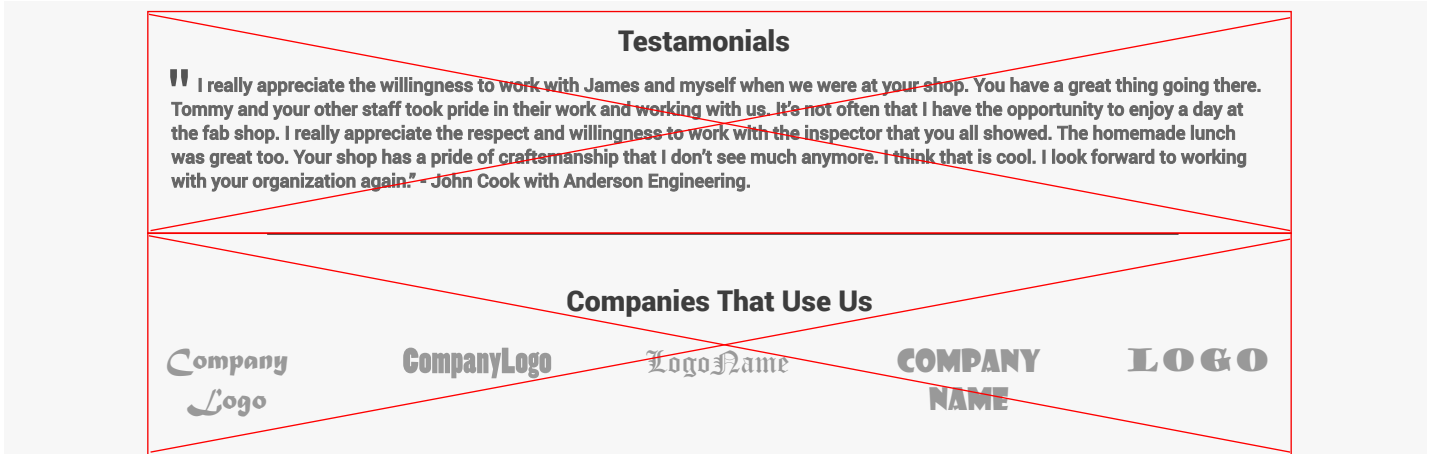 Testamonials
" I really appreciate the willingness to work with James and myself when we were at your shop. You have a great thing going there.
Tommy and your other staff took pride in their work and working with us. It's not often that I have the opportunity to enjoy a day at
the fab shop. I really appreciate the respect and willingness to work with the inspector that you all showed. The homemade lunch
was great too. Your shop has a pride of craftsmanship that I don't see much anymore. I think that is cool. I look forward to working
with your organization again.” - John Cook with Anderson Engineering.
Companies That Use Us
Company CompanyLogo LogoName COMPANY LOGO
Logo NAME